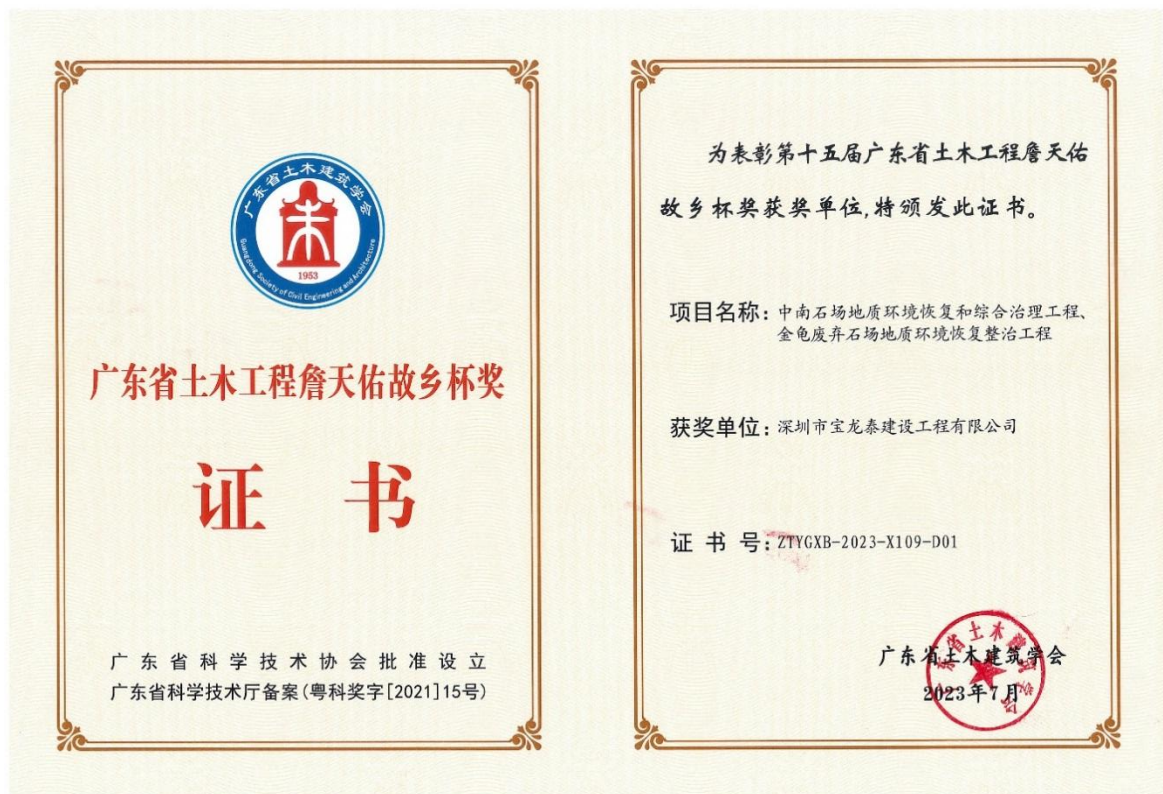 广东省土木建筑学会
1953
Guangdong Society of Civil Engineering and Architecture
广东省土木工程詹天佑故乡杯奖
证 书
广东省科学技术协会批准设立
广东省科学技术厅备案(粤科奖字[2021]15号)
为表彰第十五届广东省土木工程詹天佑
故乡杯奖获奖单位,特颁发此证书。
项目名称:中南石场地质环境恢复和综合治理工程、
金龟废弃石场地质环境恢复整治工程
获奖单位:深圳市宝龙泰建设工程有限公司
证 书 号:ZTYGXB-2023-X109-D01
广东省土木建筑学会
2023年7月
广东省土木建筑学会